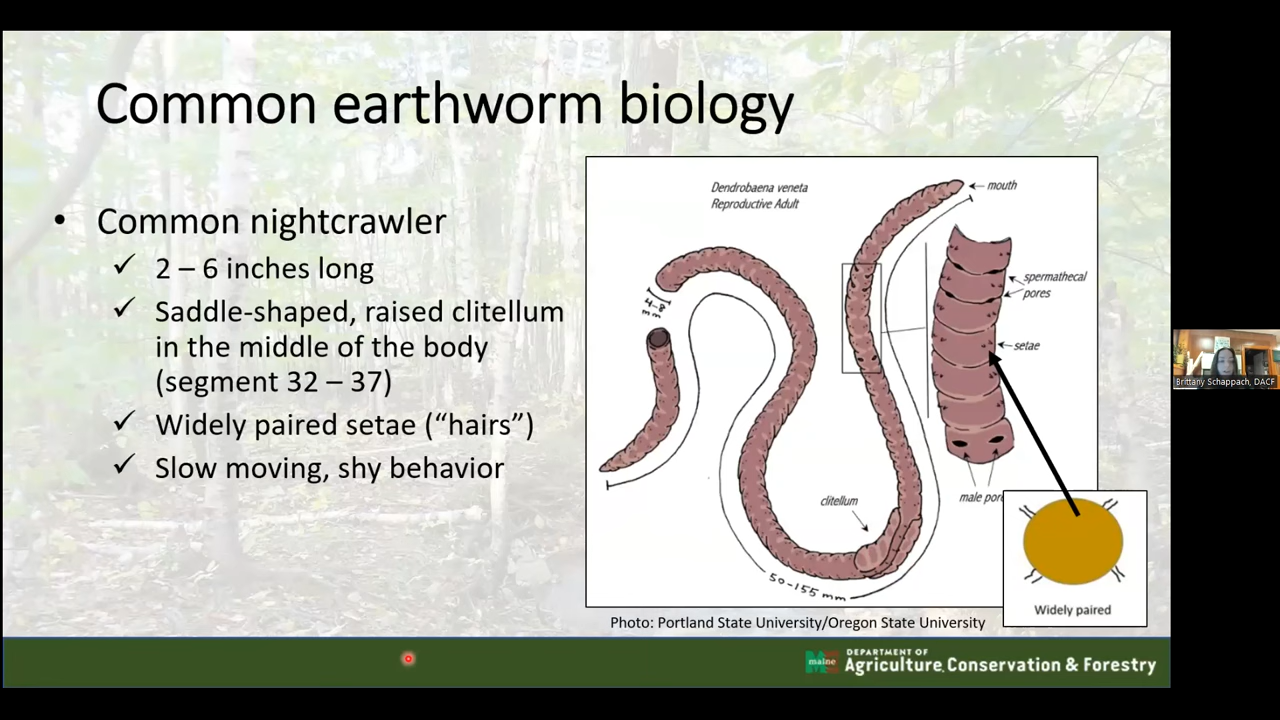 Common earthworm biology
• Common nightcrawler
✓ 2 – 6 inches long
✓ Saddle-shaped, raised clitellum
in the middle of the body
(segment 32 – 37)
✓ Widely paired setae (“hairs”)
✓ Slow moving, shy behavior
Dendrobaena veneta
Reproductive Adult
mouth
spermathecal
pores
setae
4-8
mm
clitellum
male pore
50-155 mm
Widely paired
Photo: Portland State University/Oregon State University
maine
DEPARTMENT OF
Agriculture, Conservation & Forestry
Brittany Schappach, DACF